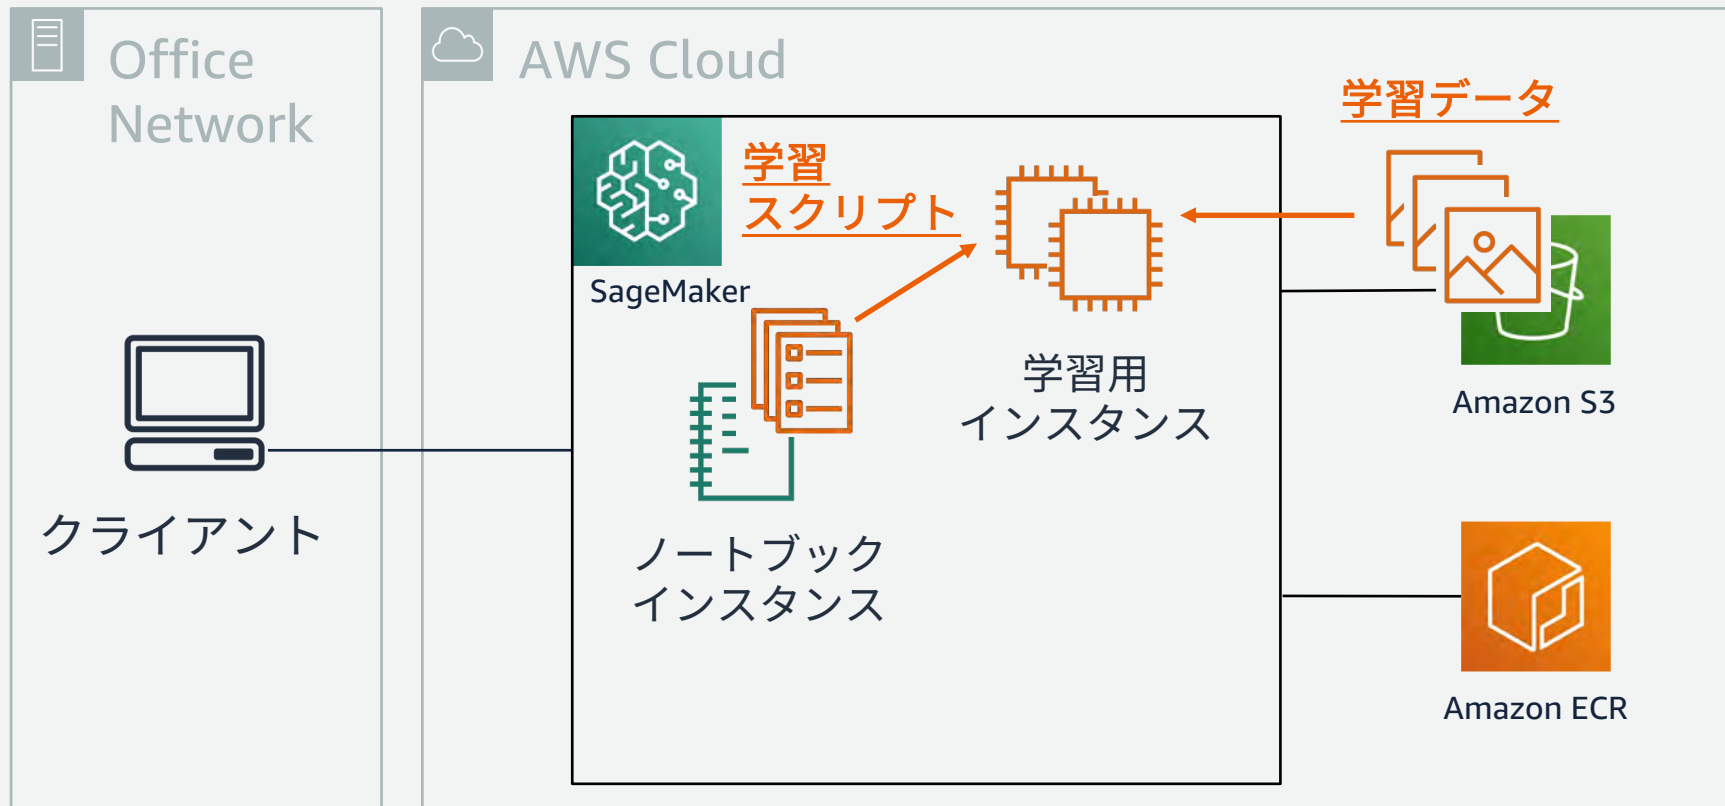 Office
Network
AWS Cloud
学習データ
学習
スクリプト
SageMaker
学習用
インスタンス
Amazon S3
クライアント
ノートブック
インスタンス
Amazon ECR